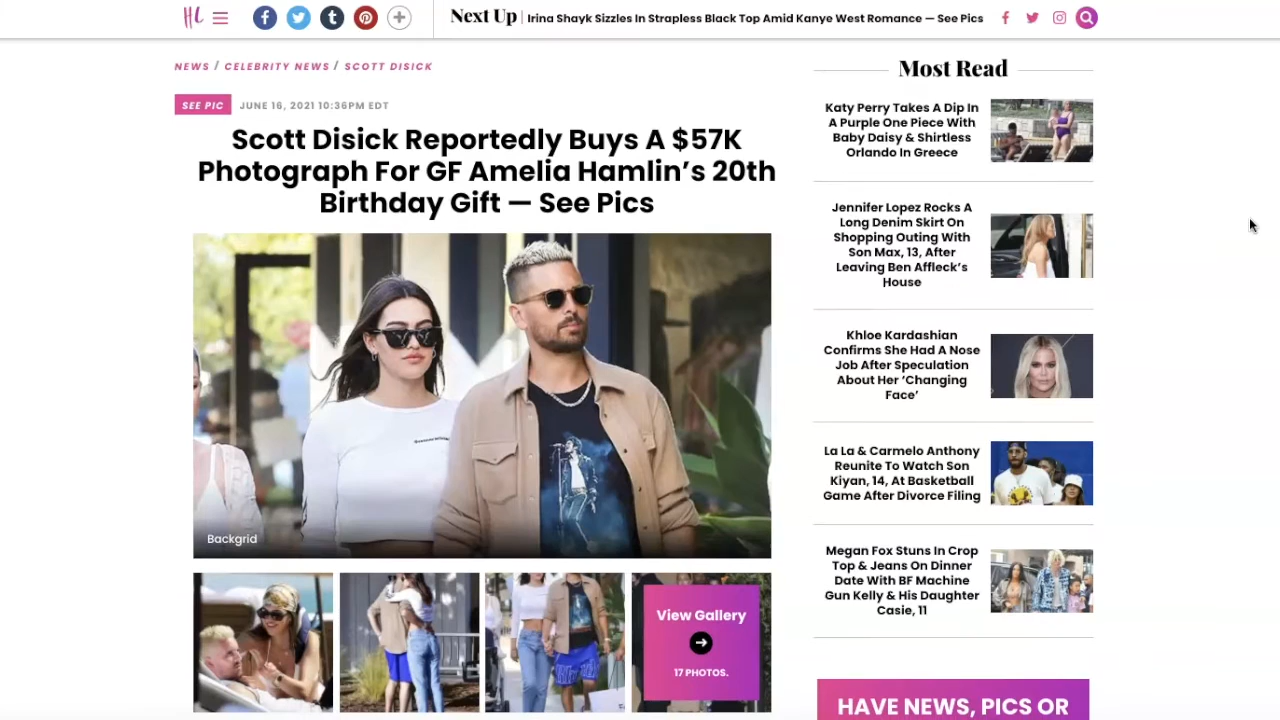 HL
Next Up | Irina Shayk Sizzles In Strapless Black Top Amid Kanye West Romance — See Pics
NEWS / CELEBRITY NEWS / SCOTT DISICK
SEE PIC JUNE 16, 2021 10:36PM EDT
Scott Disick Reportedly Buys A $57K
Photograph For GF Amelia Hamlin’s 20th
Birthday Gift — See Pics
Backgrid
View Gallery
17 PHOTOS.
Most Read
Katy Perry Takes A Dip In
A Purple One Piece With
Baby Daisy & Shirtless
Orlando In Greece
Jennifer Lopez Rocks A
Long Denim Skirt On
Shopping Outing With
Son Max, 13, After
Leaving Ben Affleck’s
House
Khloe Kardashian
Confirms She Had A Nose
Job After Speculation
About Her ‘Changing
Face’
La La & Carmelo Anthony
Reunite To Watch Son
Kiyan, 14, At Basketball
Game After Divorce Filing
Megan Fox Stuns In Crop
Top & Jeans On Dinner
Date With BF Machine
Gun Kelly & His Daughter
Casie, 11
HAVE NEWS, PICS OR